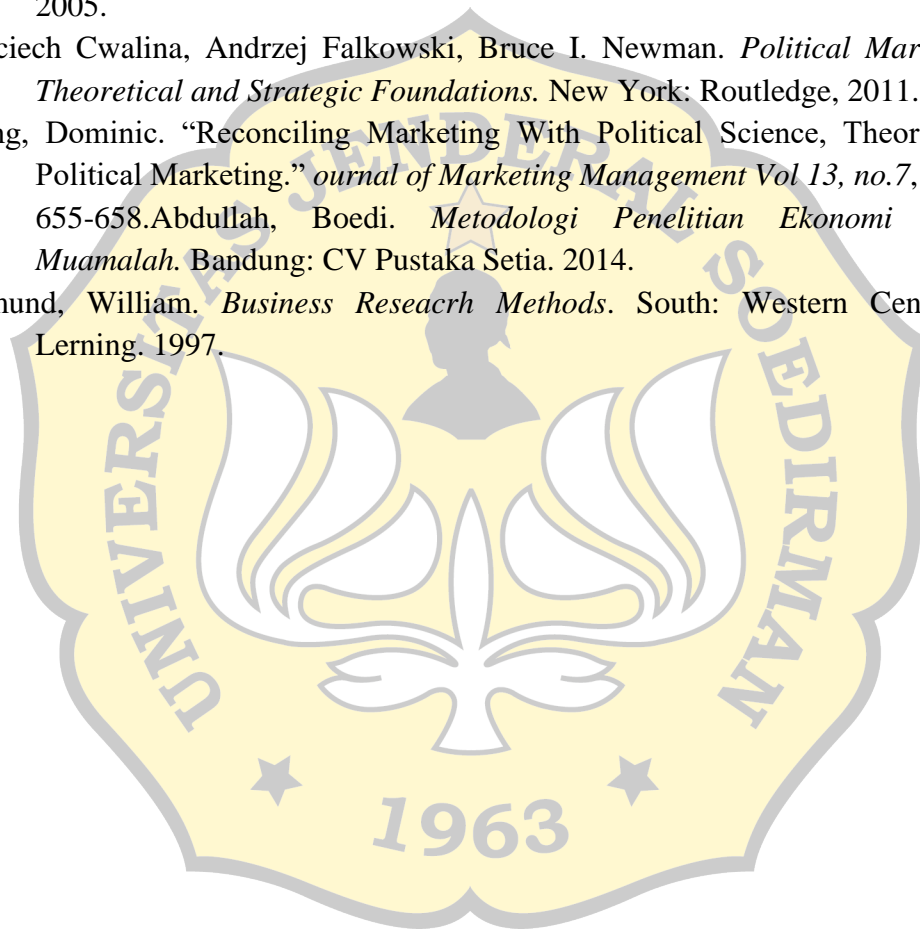 2005.
ciech Cwalina, Andrzej Falkowski, Bruce I. Newman. Political Mar
Theoretical and Strategic Foundations. New York: Routledge, 2011.
ng, Dominic. “Reconciling Marketing With Political Science, Theor
Political Marketing.” ournal of Marketing Management Vol 13, no.7,
655-658.Abdullah, Boedi. Metodologi Penelitian Ekonomi
Muamalah. Bandung: CV Pustaka Setia. 2014.
mund, William. Business Reseacrh Methods. South: Western Cen
Lerning. 1997.
UNIVERSITAS JENDERAL SOEDIRMAN
1963